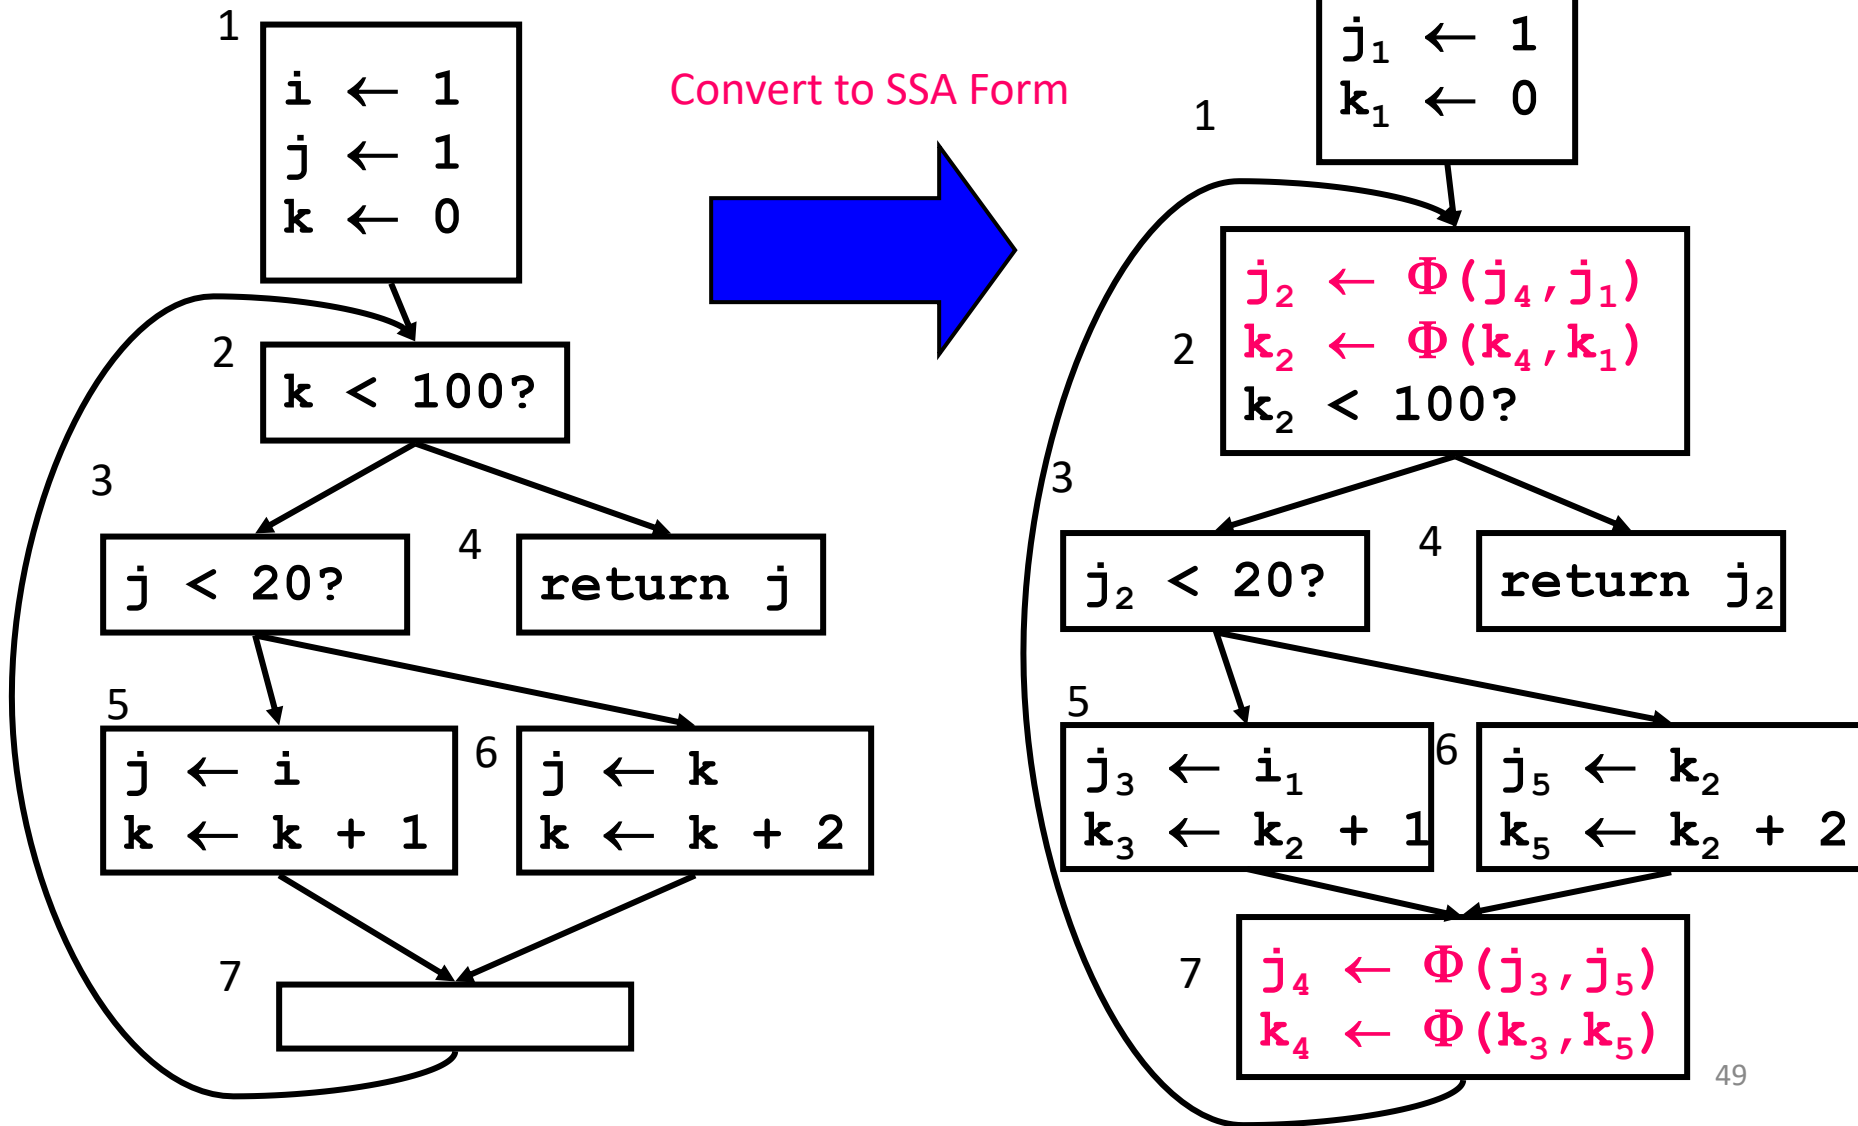 1
i ← 1
j ← 1
k ← 0
2
k < 100?
3
j < 20?
4
return j
5
j ← i
k ← k + 1
6
j ← k
k ← k + 2
7
Convert to SSA Form
1
j₁ ← 1
k₁ ← 0
2
j₂ ← Φ(j₄,j₁)
k₂ ← Φ(k₄,k₁)
k₂ < 100?
3
j₂ < 20?
4
return j₂
5
j₃ ← i₁
k₃ ← k₂ + 1
6
j₅ ← k₂
k₅ ← k₂ + 2
7
j₄ ← Φ(j₃,j₅)
k₄ ← Φ(k₃,k₅)
49